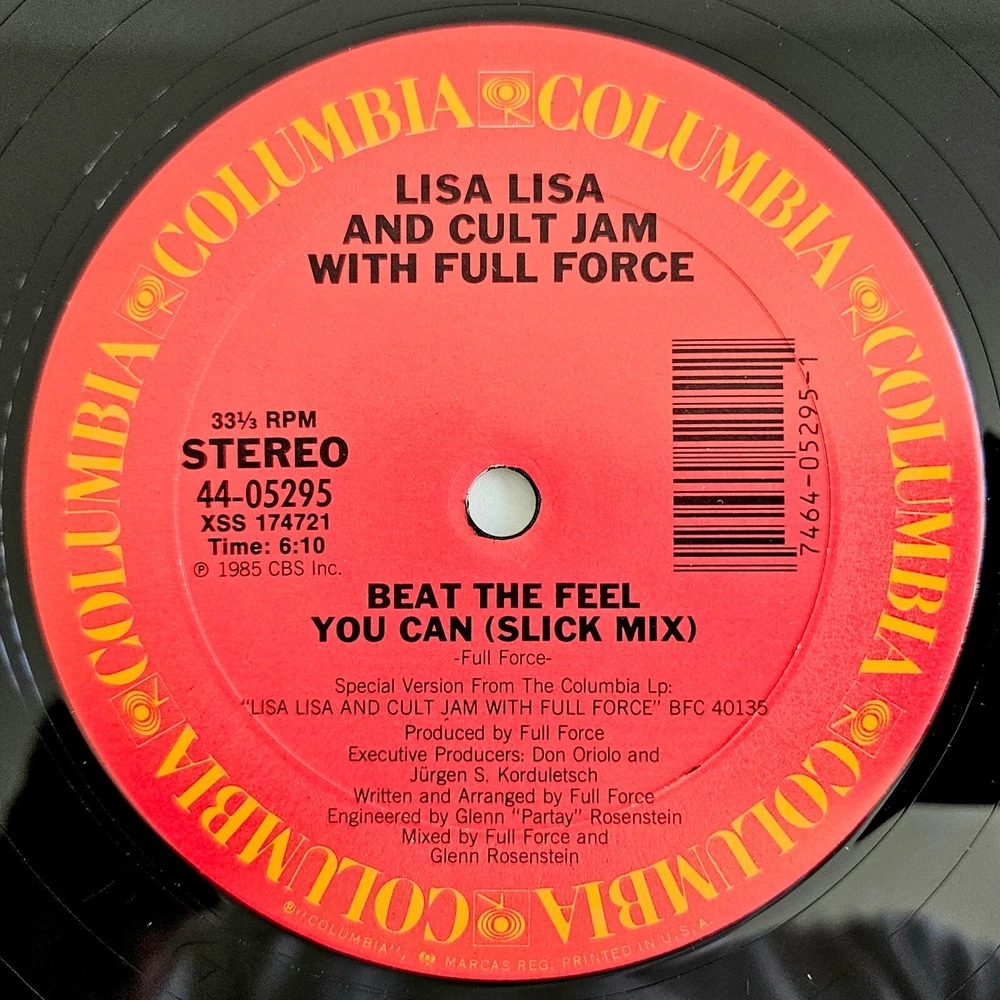 COLUMBIA COLUMBIA COLUMBIA COLUMBIA COLUMBIA COLUMBIA COLUMBIA COLUMBIA
LISA LISA
AND CULT JAM
WITH FULL FORCE
33⅓ RPM
STEREO
44-05295
XSS 174721
Time: 6:10
℗ 1985 CBS Inc.
7464-05295-1
BEAT THE FEEL
YOU CAN (SLICK MIX)
-Full Force-
Special Version From The Columbia Lp:
"LISA LISA AND CULT JAM WITH FULL FORCE" BFC 40135
Produced by Full Force
Executive Producers: Don Oriolo and
Jürgen S. Korduletsch
Written and Arranged by Full Force
Engineered by Glenn "Partay" Rosenstein
Mixed by Full Force and
Glenn Rosenstein
® "COLUMBIA", MARCAS REG. PRINTED IN U.S.A.